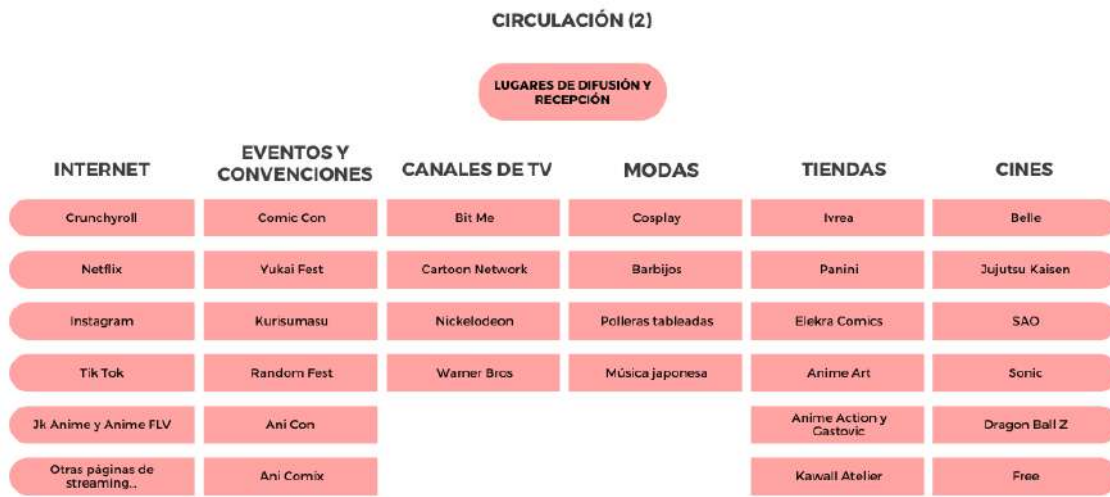 CIRCULACIÓN (2)
LUGARES DE DIFUSIÓN Y
RECEPCIÓN
INTERNET
EVENTOS Y
CONVENCIONES
CANALES DE TV
MODAS
TIENDAS
CINES
Crunchyroll
Comic Con
Bit Me
Cosplay
Ivrea
Belle
Netflix
Yukai Fest
Cartoon Network
Barbijos
Panini
Jujutsu Kaisen
Instagram
Kurisumasu
Nickelodeon
Polleras tableadas
Elekra Comics
SAO
Tik Tok
Random Fest
Warner Bros
Música japonesa
Anime Art
Sonic
Jk Anime y Anime FLV
Ani Con
Anime Action y
Gastovic
Dragon Ball Z
Otras páginas de
streaming...
Ani Comix
Kawall Atelier
Free